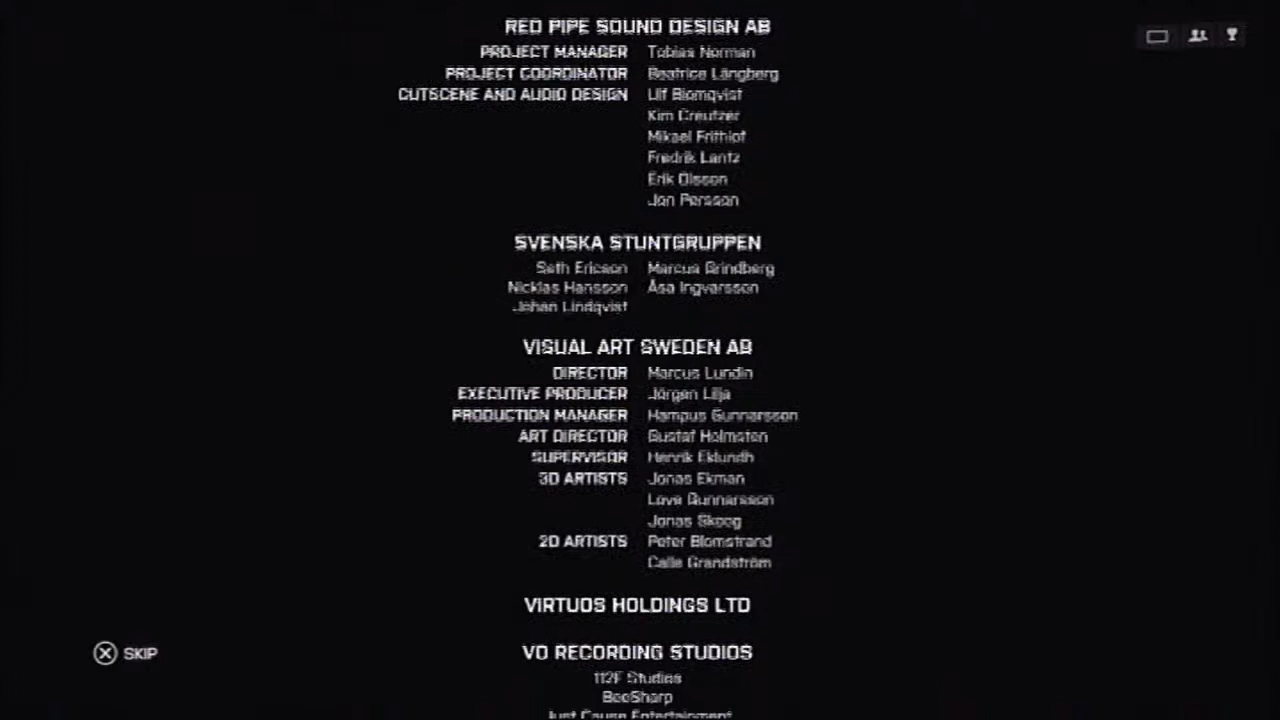 RED PIPE SOUND DESIGN AB
PROJECT MANAGER Tobias Norman
PROJECT COORDINATOR Beatrice Långberg
CUTSCENE AND AUDIO DESIGN Ulf Blomqvist
Kim Creutzer
Mikael Frithiof
Fredrik Lantz
Erik Olsson
Jon Persson
SVENSKA STUNTGRUPPEN
Seth Ericson Marcus Grindberg
Nicklas Hansson Åsa Ingvarsson
Johan Lindqvist
VISUAL ART SWEDEN AB
DIRECTOR Marcus Lundin
EXECUTIVE PRODUCER Jörgen Lilja
PRODUCTION MANAGER Hampus Gunnarsson
ART DIRECTOR Gustaf Holmsten
SUPERVISOR Henrik Eklundh
3D ARTISTS Jonas Ekman
Love Gunnarsson
Jonas Skoog
2D ARTISTS Peter Blomstrand
Calle Grandström
VIRTUOS HOLDINGS LTD
SKIP
VO RECORDING STUDIOS
112F Studios
BeeSharp
Just Cause Entertainment